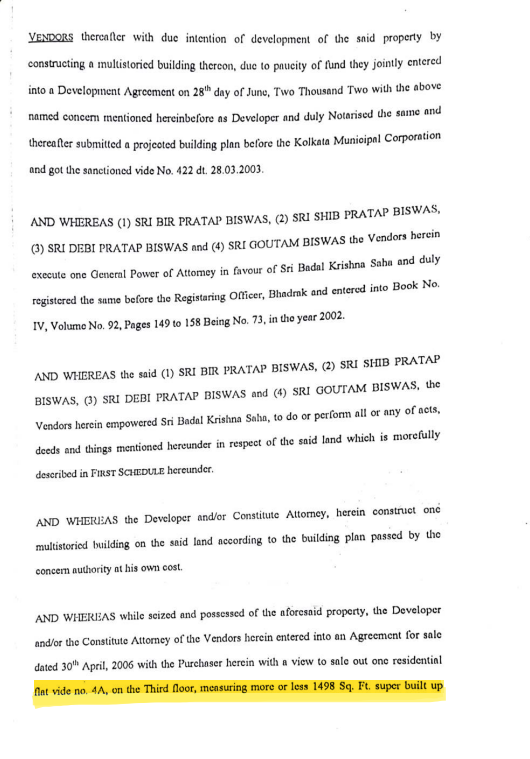 VENDORS thereafter with due intention of development of the said property by
constructing a multistoried building thereon, due to paucity of fund they jointly entered
into a Development Agreement on 28th day of June, Two Thousand Two with the above
named concern mentioned hereinbefore as Developer and duly Notarised the same and
thereafter submitted a projected building plan before the Kolkata Municipal Corporation
and got the sanctioned vide No. 422 dt. 28.03.2003.
AND WHEREAS (1) SRI BIR PRATAP BISWAS, (2) SRI SHIB PRATAP BISWAS,
(3) SRI DEBI PRATAP BISWAS and (4) SRI GOUTAM BISWAS the Vendors herein
execute one General Power of Attorney in favour of Sri Badal Krishna Saha and duly
registered the same before the Registering Officer, Bhadrak and entered into Book No.
IV, Volume No. 92, Pages 149 to 158 Being No. 73, in the year 2002.
AND WHEREAS the said (1) SRI BIR PRATAP BISWAS, (2) SRI SHIB PRATAP
BISWAS, (3) SRI DEBI PRATAP BISWAS and (4) SRI GOUTAM BISWAS, the
Vendors herein empowered Sri Badal Krishna Saha, to do or perform all or any of acts,
deeds and things mentioned hereunder in respect of the said land which is morefully
described in FIRST SCHEDULE hereunder.
AND WHEREAS the Developer and/or Constitute Attorney, herein construct one
multistoried building on the said land according to the building plan passed by the
concern authority at his own cost.
AND WHEREAS while seized and possessed of the aforesaid property, the Developer
and/or the Constitute Attorney of the Vendors herein entered into an Agreement for sale
dated 30th April, 2006 with the Purchaser herein with a view to sale out one residential
flat vide no. 4A, on the Third floor, measuring more or less 1498 Sq. Ft. super built up